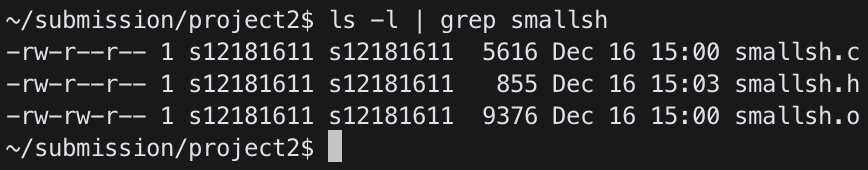 ~/submission/project2$ ls -l | grep smallsh
-rw-r--r-- 1 s12181611 s12181611  5616 Dec 16 15:00 smallsh.c
-rw-r--r-- 1 s12181611 s12181611   855 Dec 16 15:03 smallsh.h
-rw-rw-r-- 1 s12181611 s12181611  9376 Dec 16 15:00 smallsh.o
~/submission/project2$